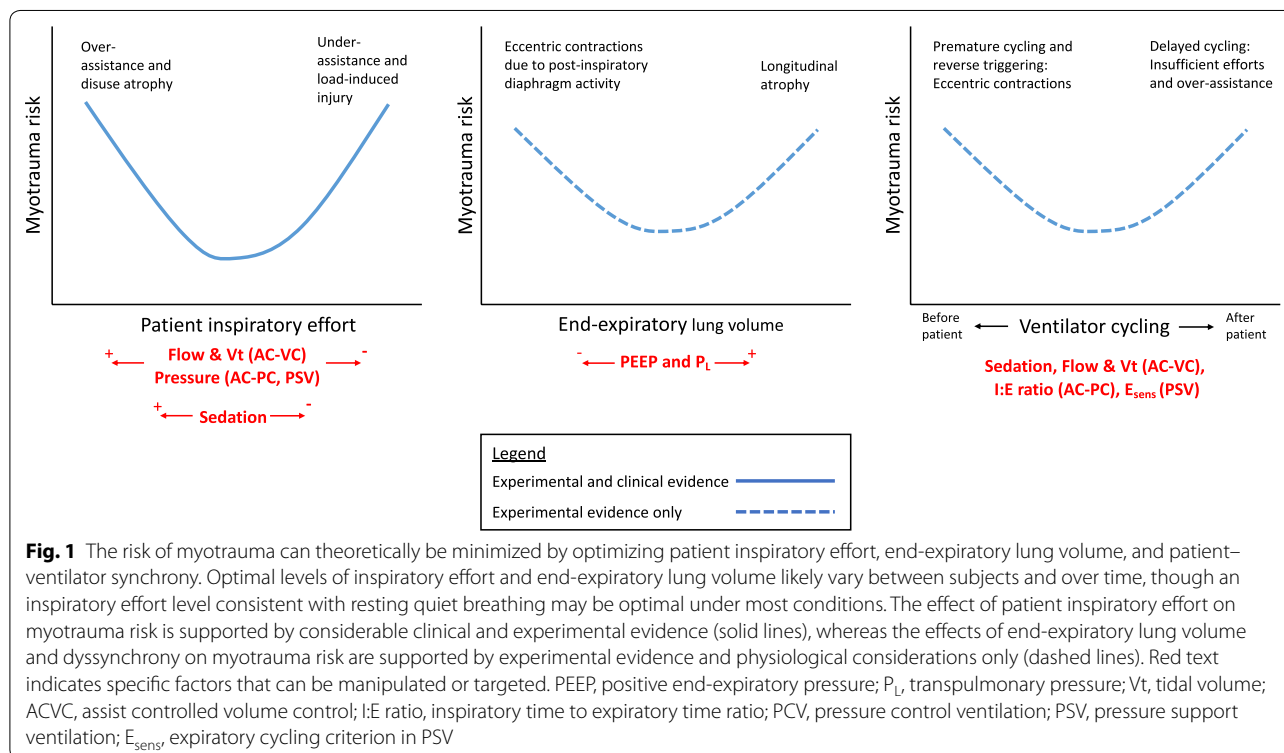 Myotrauma risk
Over-
assistance and
disuse atrophy
Under-
assistance and
load-induced
injury
Patient inspiratory effort
+ Flow & Vt (AC-VC) -
Pressure (AC-PC, PSV)
+ Sedation -
Myotrauma risk
Eccentric contractions
due to post-inspiratory
diaphragm activity
Longitudinal
atrophy
End-expiratory lung volume
- PEEP and PL +
Myotrauma risk
Premature cycling and
reverse triggering:
Eccentric contractions
Delayed cycling:
Insufficient efforts
and over-assistance
Before
patient
Ventilator cycling
After
patient
Sedation, Flow & Vt (AC-VC),
I:E ratio (AC-PC), Esens (PSV)
Legend
Experimental and clinical evidence
Experimental evidence only
Fig. 1 The risk of myotrauma can theoretically be minimized by optimizing patient inspiratory effort, end-expiratory lung volume, and patient–
ventilator synchrony. Optimal levels of inspiratory effort and end-expiratory lung volume likely vary between subjects and over time, though an
inspiratory effort level consistent with resting quiet breathing may be optimal under most conditions. The effect of patient inspiratory effort on
myotrauma risk is supported by considerable clinical and experimental evidence (solid lines), whereas the effects of end-expiratory lung volume
and dyssynchrony on myotrauma risk are supported by experimental evidence and physiological considerations only (dashed lines). Red text
indicates specific factors that can be manipulated or targeted. PEEP, positive end-expiratory pressure; PL, transpulmonary pressure; Vt, tidal volume;
ACVC, assist controlled volume control; I:E ratio, inspiratory time to expiratory time ratio; PCV, pressure control ventilation; PSV, pressure support
ventilation; Esens, expiratory cycling criterion in PSV